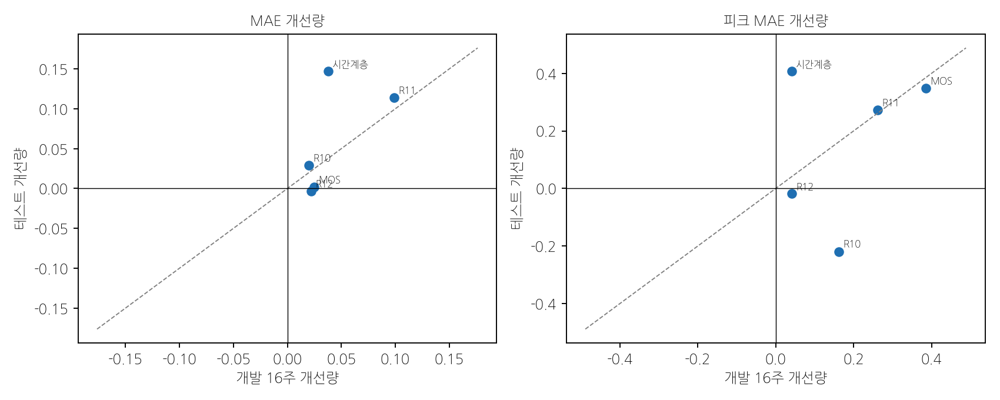 MAE 개선량
시간계층
R11
R10
MOS
R12
0.15
0.10
0.05
0.00
-0.05
-0.10
-0.15
테스트 개선량
-0.15 -0.10 -0.05 0.00 0.05 0.10 0.15
개발 16주 개선량
피크 MAE 개선량
시간계층
MOS
R11
R12
R10
0.4
0.2
0.0
-0.2
-0.4
테스트 개선량
-0.4 -0.2 0.0 0.2 0.4
개발 16주 개선량